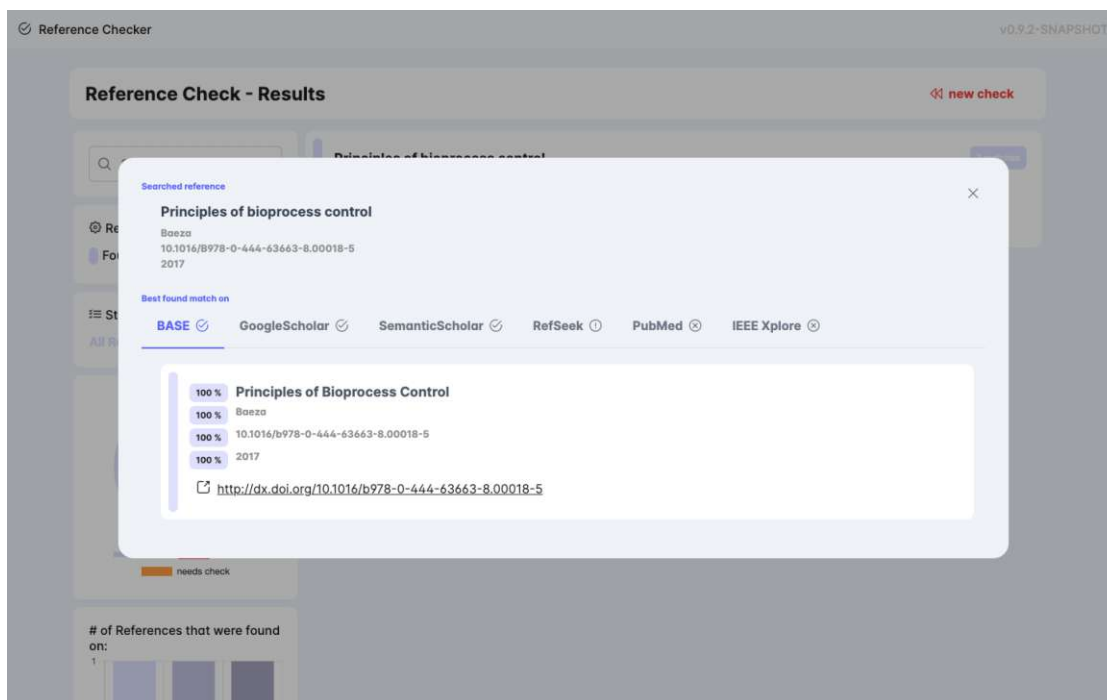 Reference Checker
v0.9.2-SNAPSHOT
Reference Check - Results
new check
Principles of bioprocess control
Searched reference
Principles of bioprocess control
Baeza
10.1016/B978-0-444-63663-8.00018-5
2017
Best found match on
BASE
GoogleScholar
SemanticScholar
RefSeek
PubMed
IEEE Xplore
100 % Principles of Bioprocess Control
100 % Baeza
100 % 10.1016/b978-0-444-63663-8.00018-5
100 % 2017
http://dx.doi.org/10.1016/b978-0-444-63663-8.00018-5
needs check
# of References that were found
on:
1